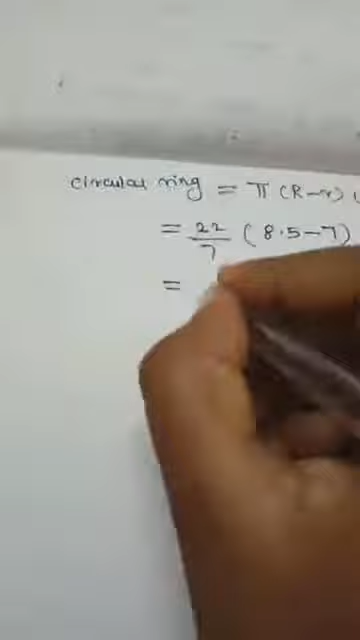 circular ring = π (R-r) (
= 22/7 (8.5-7)
=